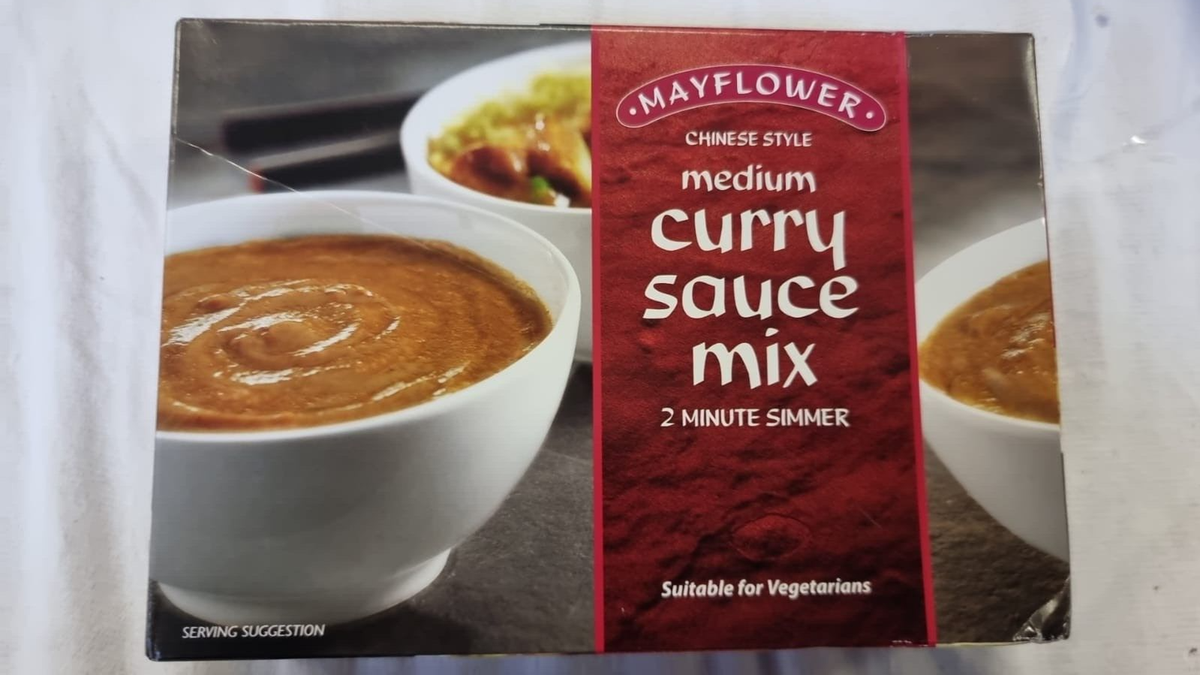 ·MAYFLOWER·
CHINESE STYLE
medium
curry
sauce
mix
2 MINUTE SIMMER
Suitable for Vegetarians
SERVING SUGGESTION